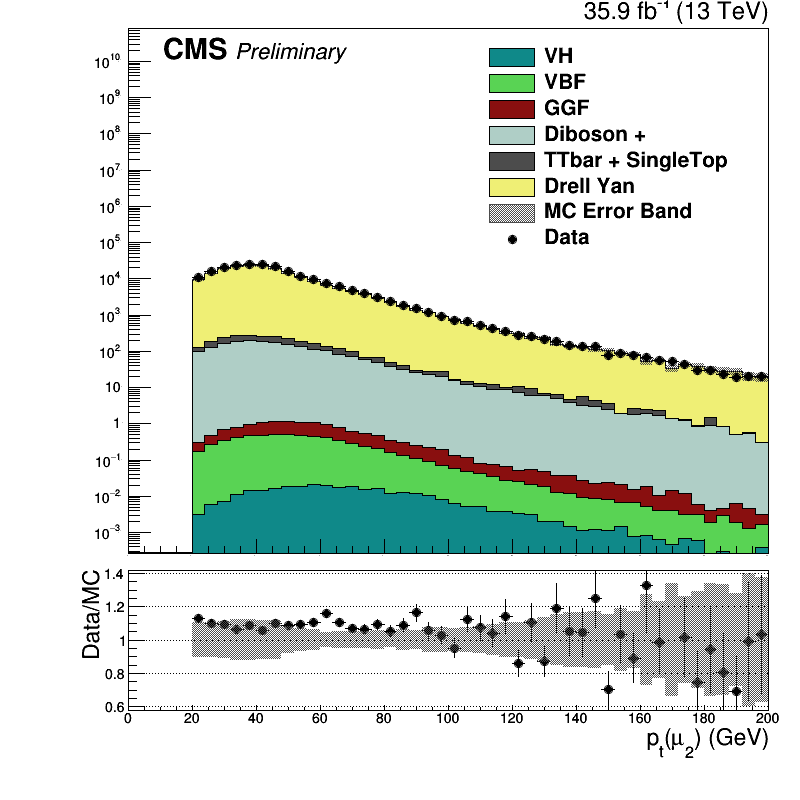 35.9 fb⁻¹ (13 TeV)
CMS Preliminary
VH
VBF
GGF
Diboson +
TTbar + SingleTop
Drell Yan
MC Error Band
Data
10¹⁰
10⁹
10⁸
10⁷
10⁶
10⁵
10⁴
10³
10²
10
1
10⁻¹
10⁻²
10⁻³
Data/MC
1.4
1.2
1
0.8
0.6
0 20 40 60 80 100 120 140 160 180 200
pₜ(μ₂) (GeV)